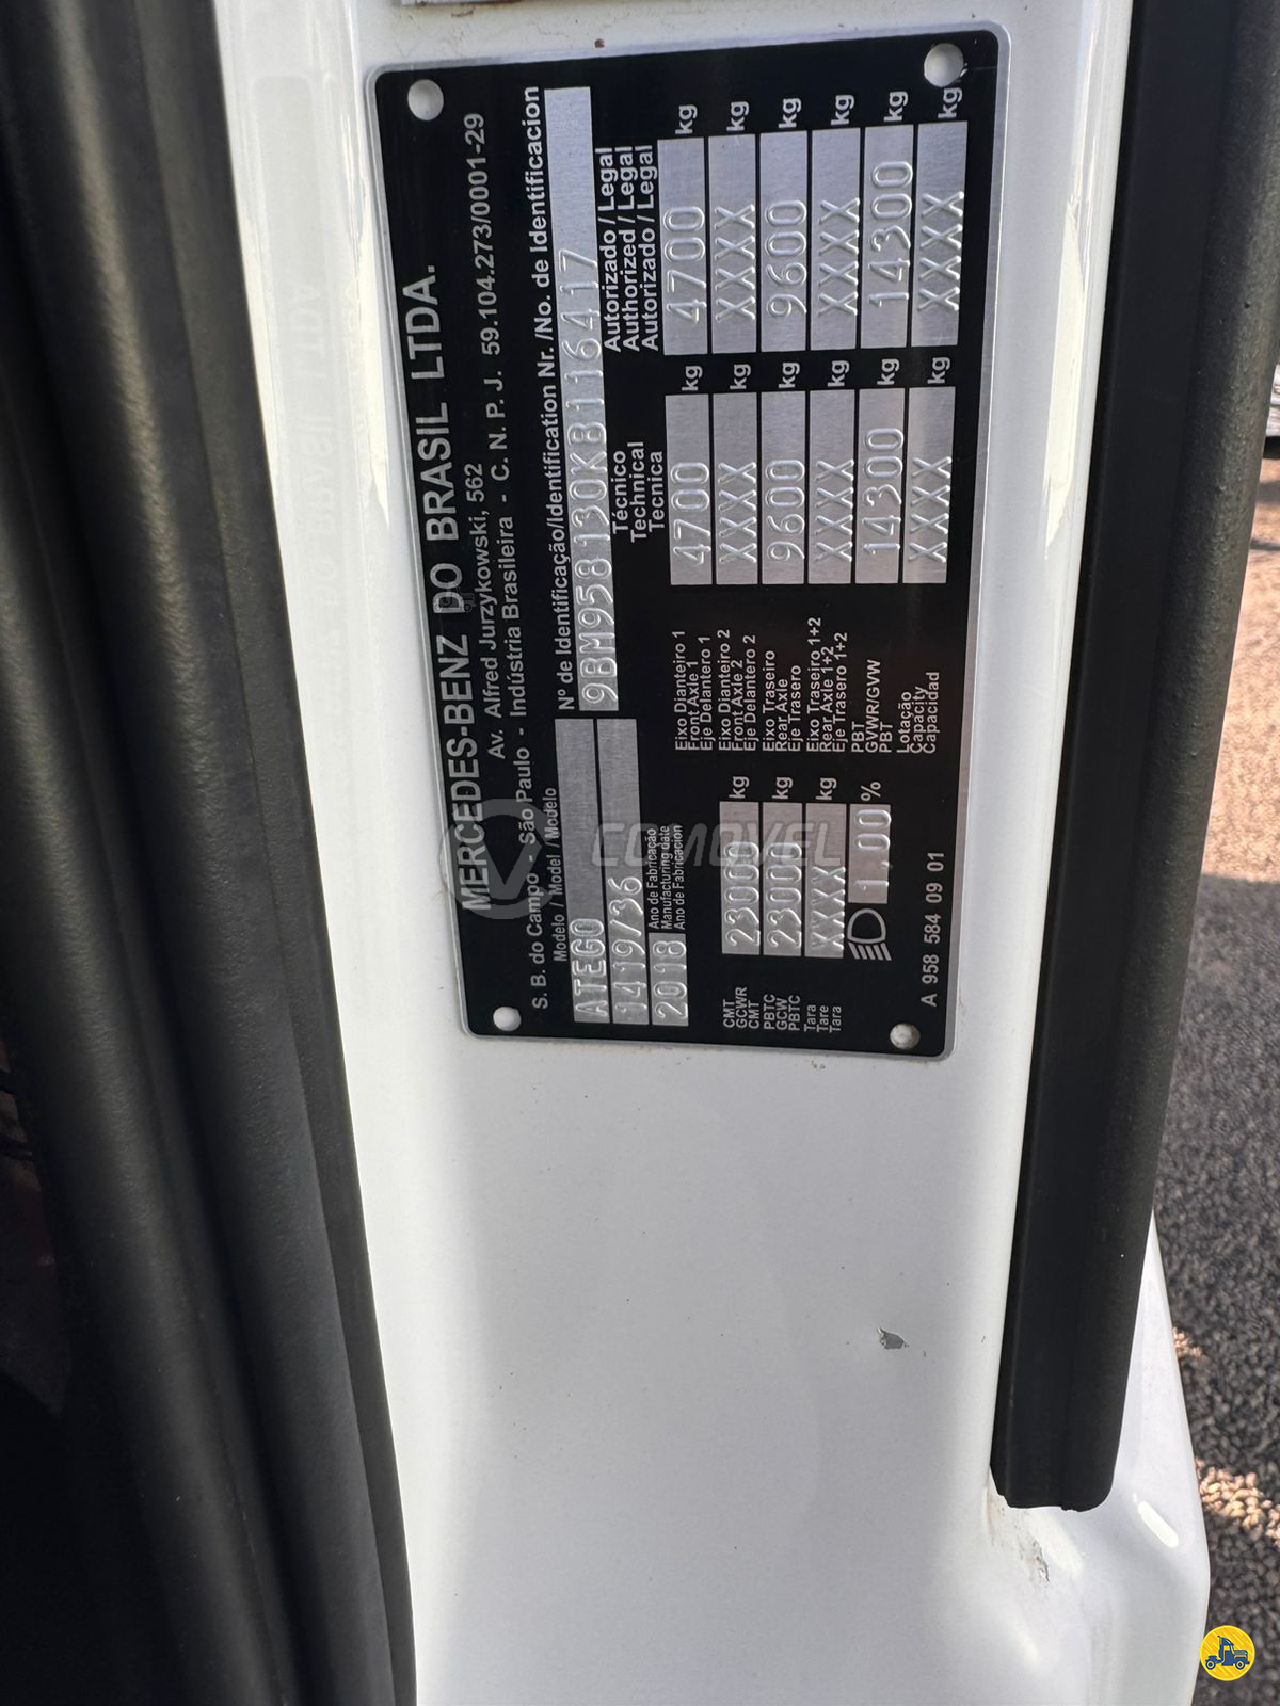 MERCEDES-BENZ DO BRASIL LTDA.
Av. Alfred Jurzykowski, 562
S. B. do Campo - São Paulo - Indústria Brasileira - C. N. P. J. 59.104.273/0001-29
Modelo / Model / Modelo
Nº de Identificação/Identification Nr. /No. de Identificacion
ATEGO
9BM958130KB116417
1419/36
2018
Ano de Fabricação
Manufacturing date
Ano de Fabricacion
Técnico
Technical
Tecnica
Autorizado / Legal
Authorized / Legal
Autorizado / Legal
Eixo Dianteiro 1
Front Axle 1
Eje Delantero 1
4700 kg 4700 kg
Eixo Dianteiro 2
Front Axle 2
Eje Delantero 2
XXXX kg XXXX kg
CMT
GCWR
CMT
23000 kg
Eixo Traseiro
Rear Axle
Eje Trasero
9600 kg 9600 kg
PBTC
GCW
PBTC
23000 kg
Eixo Traseiro 1+2
Rear Axle 1+2
Eje Trasero 1+2
XXXX kg XXXX kg
Tara
Tare
Tara
XXXX kg
PBT
GVWR/GVW
PBT
14300 kg 14300 kg
1.00 %
Lotação
Capacity
Capacidad
XXXX kg XXXX kg
A 958 584 09 01
COMOVEL